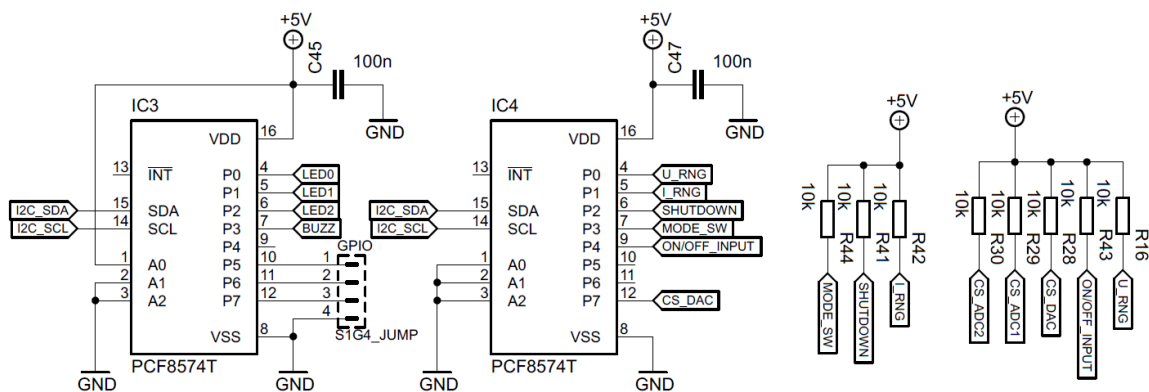 +5V
C45
100n
GND
IC3
VDD
16
13
INT
P0
4
LED0
P1
5
LED1
I2C_SDA
15
SDA
P2
6
LED2
I2C_SCL
14
SCL
P3
7
BUZZ
P4
9
GPIO
1
A0
P5
10
1
2
A1
P6
11
2
3
A2
P7
12
3
4
VSS
8
S1G4_JUMP
PCF8574T
GND
GND
+5V
C47
100n
GND
IC4
VDD
16
13
INT
P0
4
U_RNG
P1
5
I_RNG
I2C_SDA
15
SDA
P2
6
SHUTDOWN
I2C_SCL
14
SCL
P3
7
MODE_SW
P4
9
ON/OFF_INPUT
1
A0
P5
10
2
A1
P6
11
3
A2
P7
12
CS_DAC
VSS
8
PCF8574T
GND
GND
+5V
10k
R44
10k
R41
10k
R42
MODE_SW
SHUTDOWN
I_RNG
+5V
10k
R30
10k
R29
10k
R28
10k
R43
10k
R16
CS_ADC2
CS_ADC1
CS_DAC
ON/OFF_INPUT
U_RNG